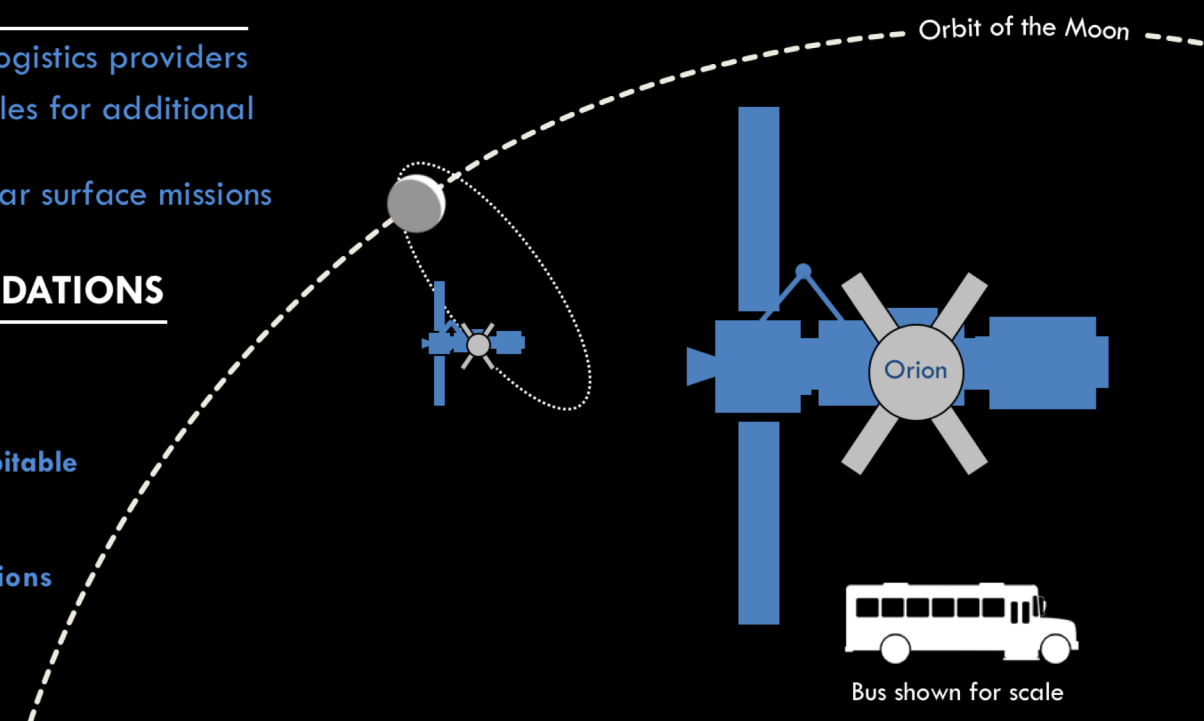 ogistics providers
les for additional
ar surface missions
DATIONS
itable
ions
Orbit of the Moon
Orion
Bus shown for scale